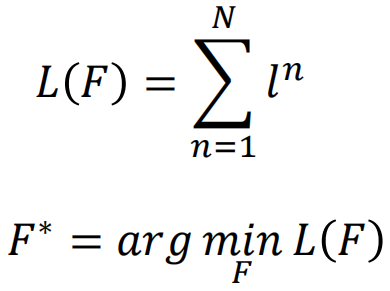 L(F) = ∑_{n=1}^{N} l^n
F* = arg min_F L(F)